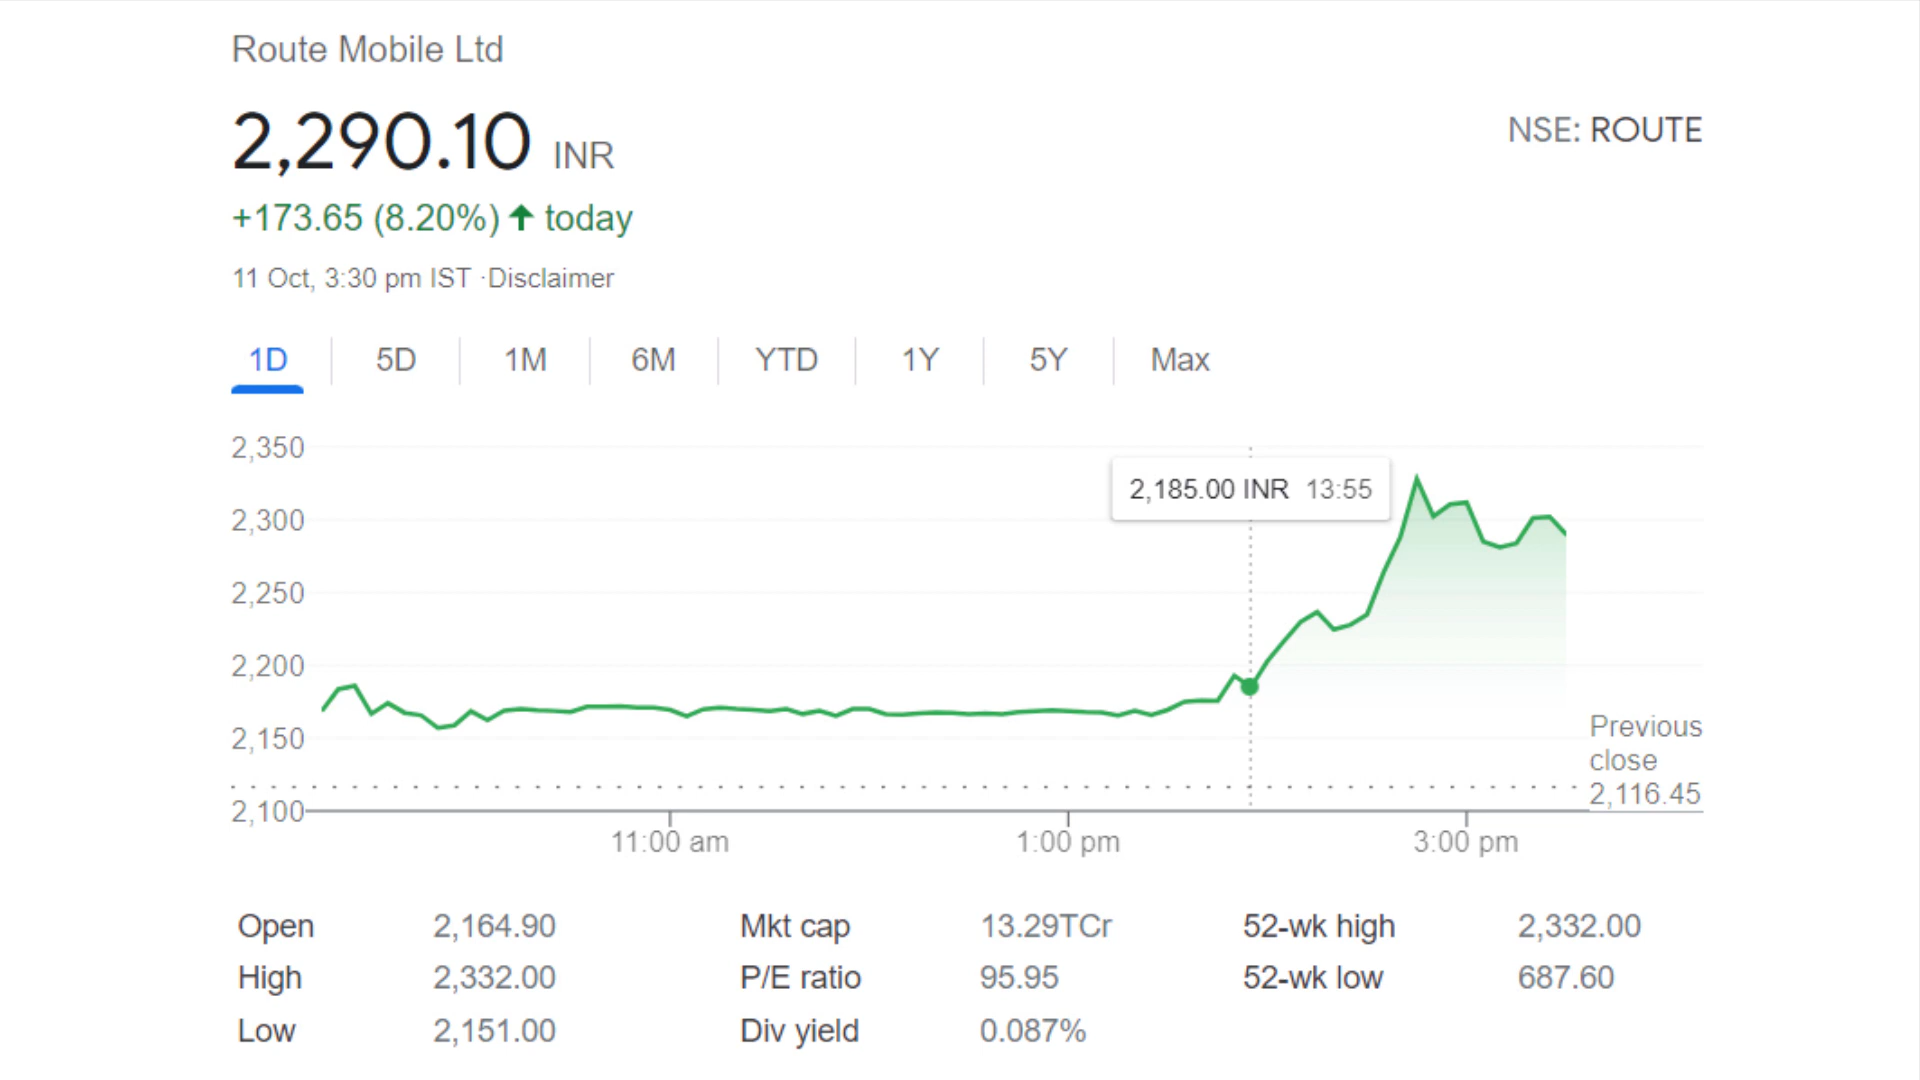 Route Mobile Ltd
2,290.10 INR
NSE: ROUTE
+173.65 (8.20%) ↑ today
11 Oct, 3:30 pm IST ·Disclaimer
1D 5D 1M 6M YTD 1Y 5Y Max
2,350
2,185.00 INR 13:55
2,300
2,250
2,200
2,150
Previous
close
2,116.45
2,100
11:00 am 1:00 pm 3:00 pm
Open 2,164.90 Mkt cap 13.29TCr 52-wk high 2,332.00
High 2,332.00 P/E ratio 95.95 52-wk low 687.60
Low 2,151.00 Div yield 0.087%